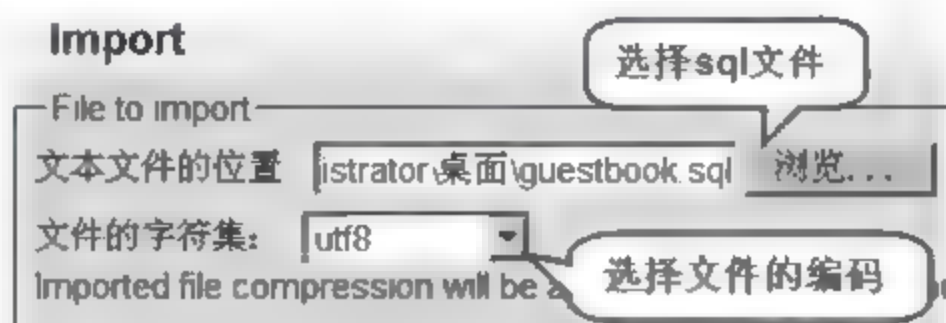 Import
选择sql文件
File to import
文本文件的位置 istrator\桌面\guestbook.sql 浏览...
文件的字符集: utf8
选择文件的编码
Imported file compression will be a